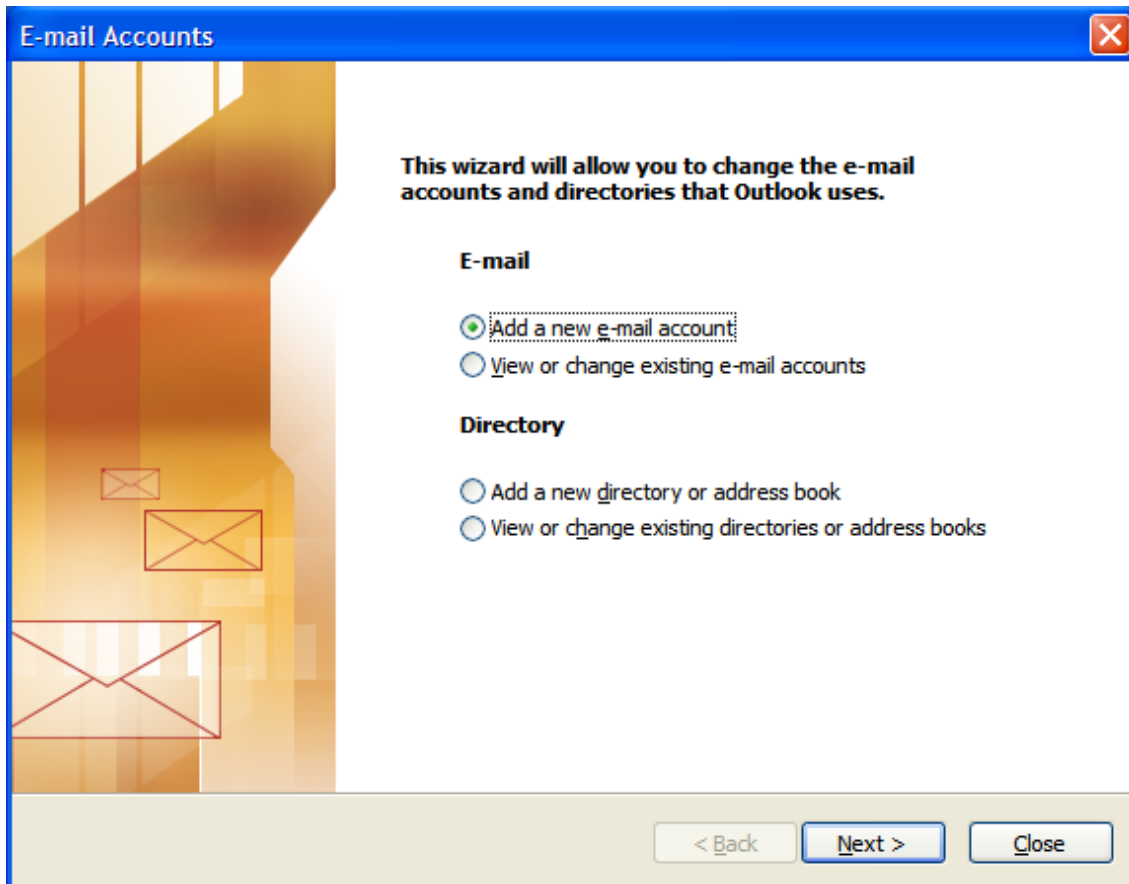 E-mail Accounts
This wizard will allow you to change the e-mail
accounts and directories that Outlook uses.
E-mail
Add a new e-mail account
View or change existing e-mail accounts
Directory
Add a new directory or address book
View or change existing directories or address books
< Back Next > Close